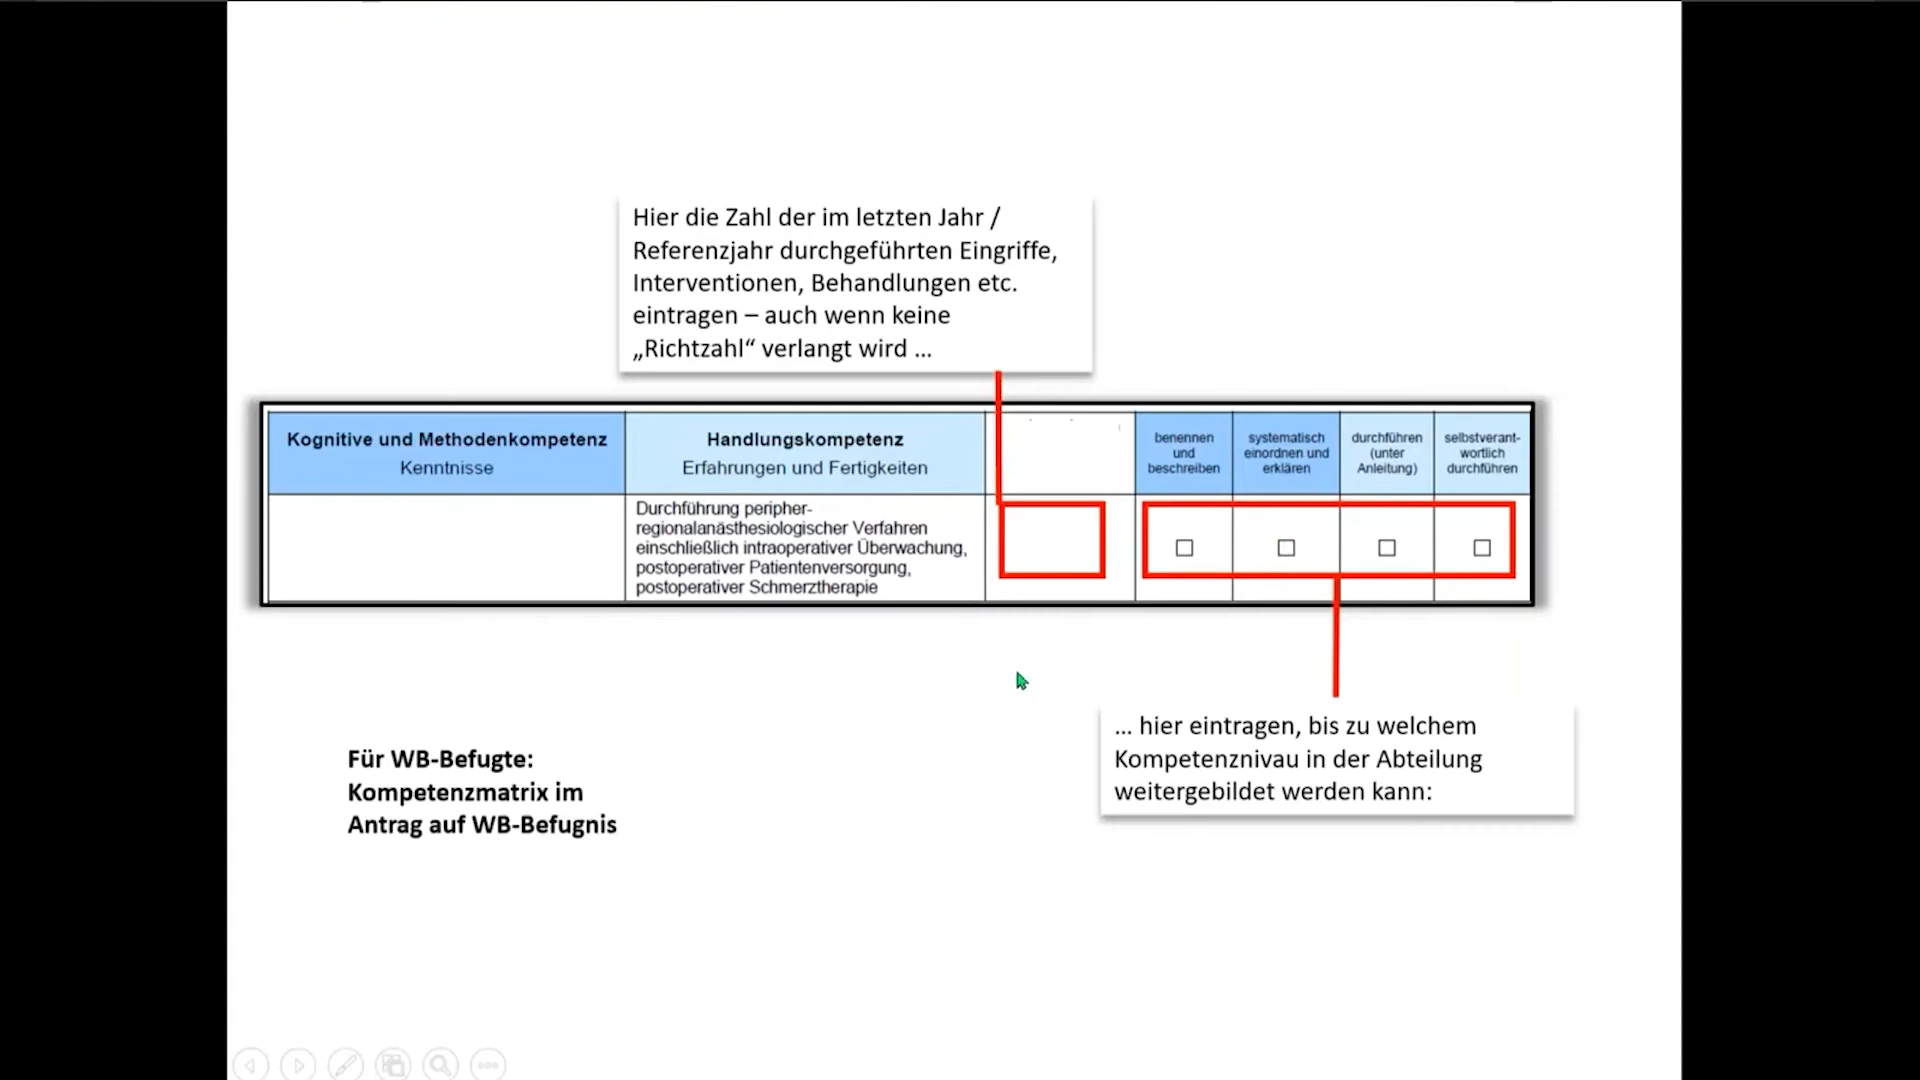 Hier die Zahl der im letzten Jahr /
Referenzjahr durchgeführten Eingriffe,
Interventionen, Behandlungen etc.
eintragen – auch wenn keine
„Richtzahl“ verlangt wird ...
Kognitive und Methodenkompetenz
Kenntnisse
Handlungskompetenz
Erfahrungen und Fertigkeiten
benennen
und
beschreiben
systematisch
einordnen und
erklären
durchführen
(unter
Anleitung)
selbstverant-
wortlich
durchführen
Durchführung peripher-
regionalanästhesiologischer Verfahren
einschließlich intraoperativer Überwachung,
postoperativer Patientenversorgung,
postoperativer Schmerztherapie
... hier eintragen, bis zu welchem
Kompetenznivau in der Abteilung
weitergebildet werden kann:
Für WB-Befugte:
Kompetenzmatrix im
Antrag auf WB-Befugnis